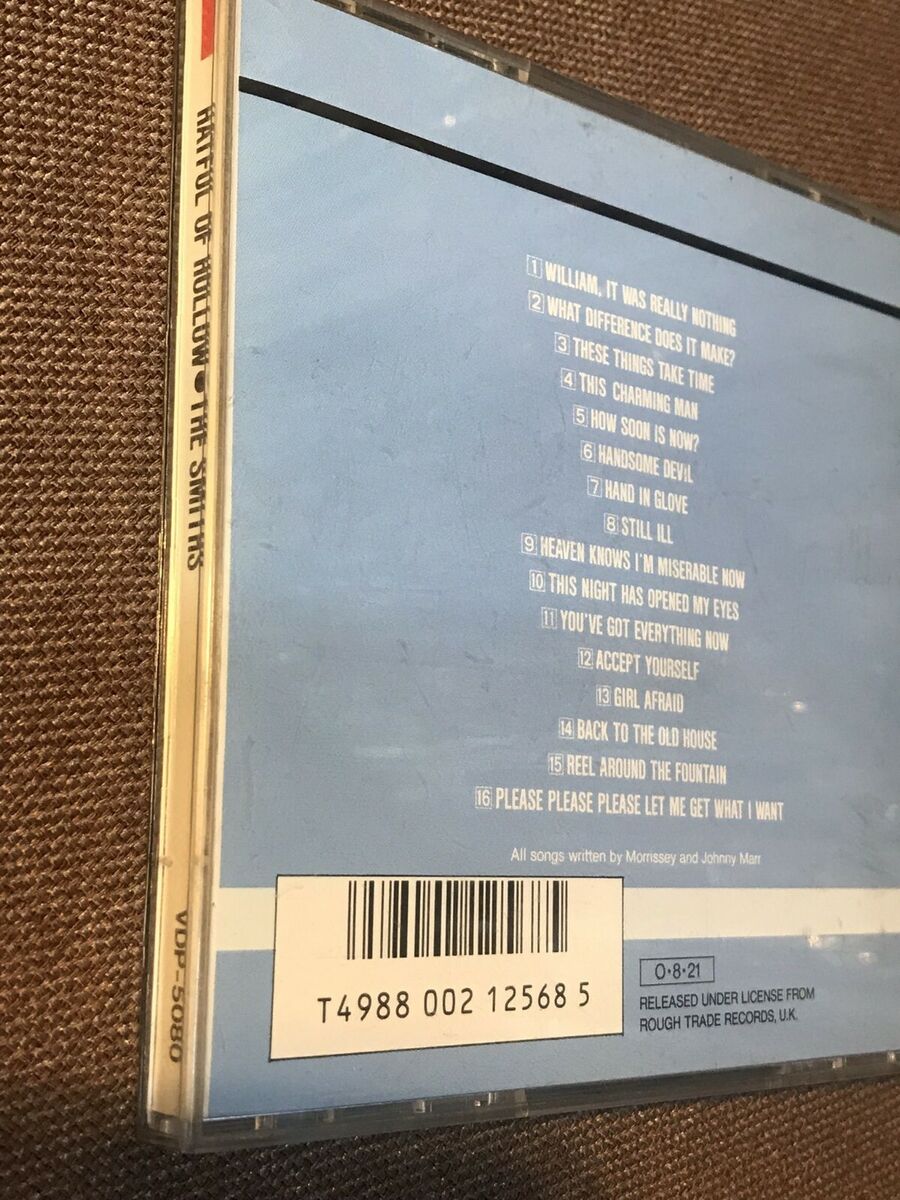 HATFUL OF HOLLOW●THE SMITHS
VDP-5080
1 WILLIAM, IT WAS REALLY NOTHING
2 WHAT DIFFERENCE DOES IT MAKE?
3 THESE THINGS TAKE TIME
4 THIS CHARMING MAN
5 HOW SOON IS NOW?
6 HANDSOME DEVIL
7 HAND IN GLOVE
8 STILL ILL
9 HEAVEN KNOWS I'M MISERABLE NOW
10 THIS NIGHT HAS OPENED MY EYES
11 YOU'VE GOT EVERYTHING NOW
12 ACCEPT YOURSELF
13 GIRL AFRAID
14 BACK TO THE OLD HOUSE
15 REEL AROUND THE FOUNTAIN
16 PLEASE PLEASE PLEASE LET ME GET WHAT I WANT
All songs written by Morrissey and Johnny Marr
T4988 002 12568 5
O·8·21
RELEASED UNDER LICENSE FROM
ROUGH TRADE RECORDS, U.K.